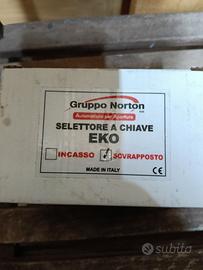 Gruppo Norton
Automazioni per Aperture
SELETTORE A CHIAVE
EKO
INCASSO SOVRAPPOSTO
MADE IN ITALY CE
subito